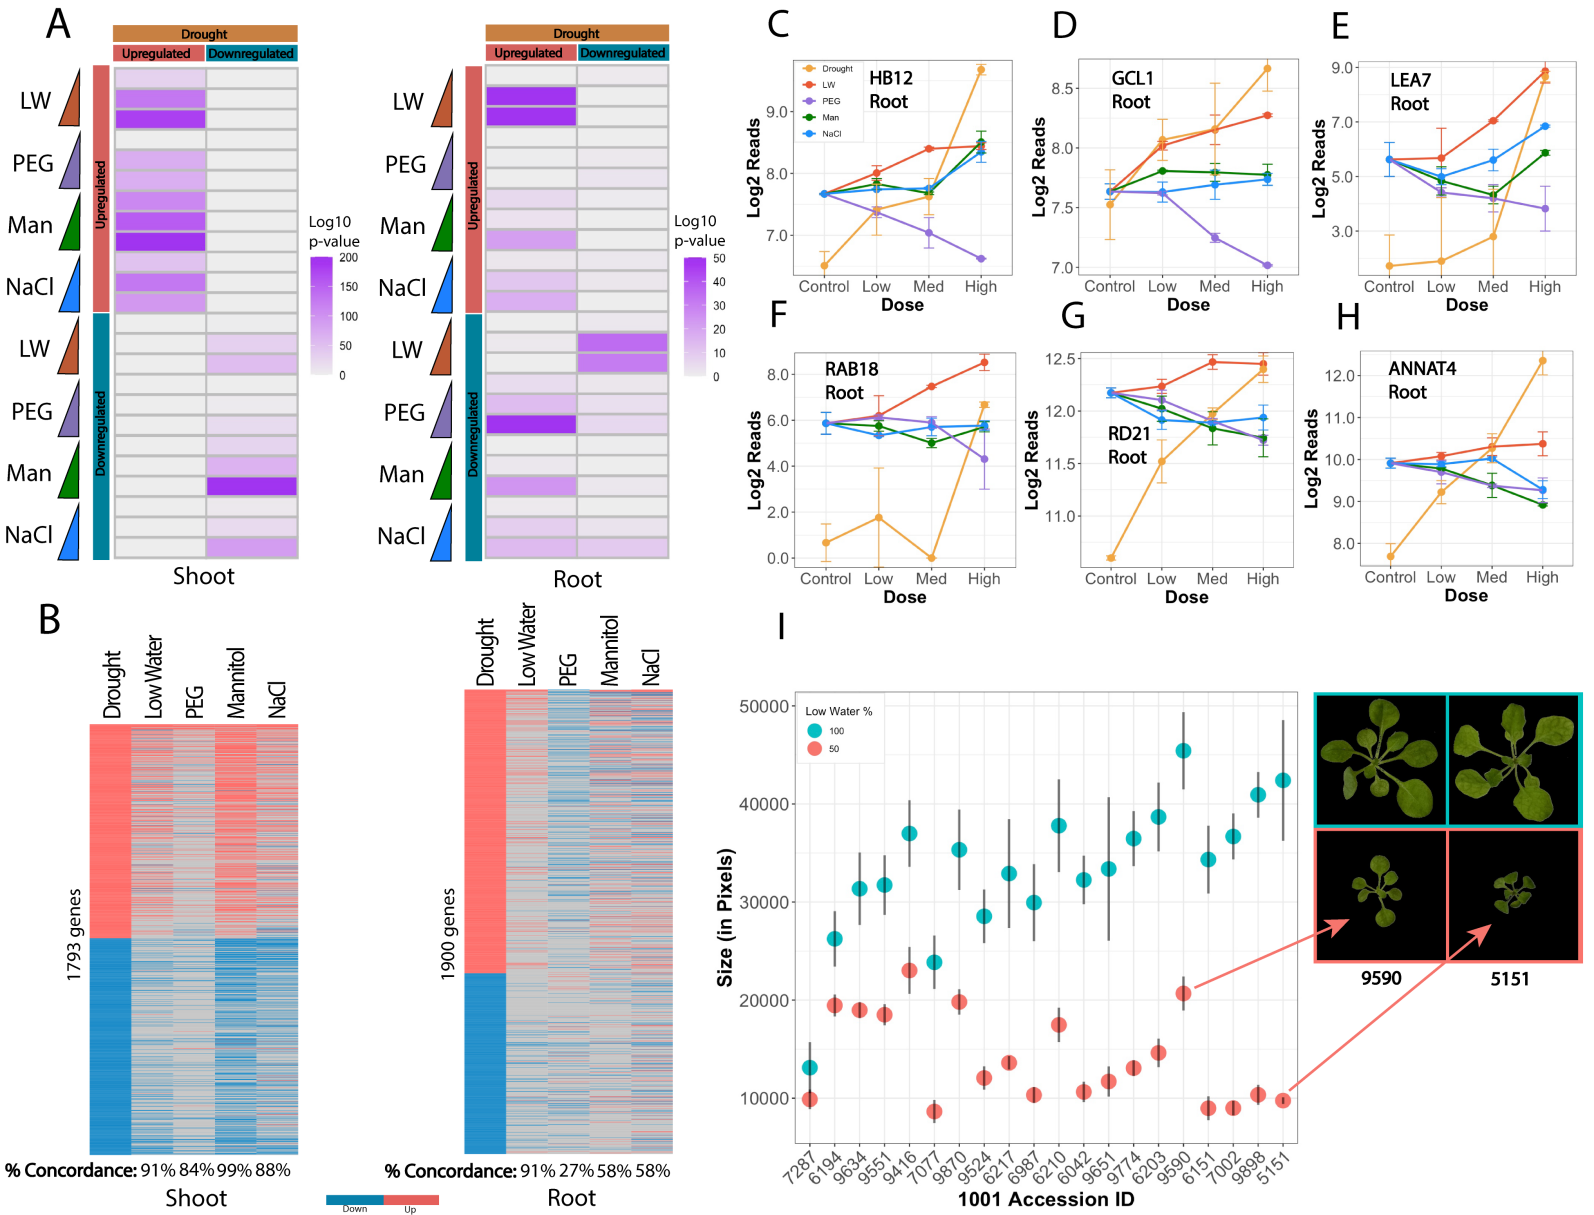 A
Drought
Upregulated
Downregulated
LW
PEG
Man
NaCl
LW
PEG
Man
NaCl
Upregulated
Downregulated
Shoot
Log10
p-value
200
150
100
50
0
Drought
Upregulated
Downregulated
LW
PEG
Man
NaCl
LW
PEG
Man
NaCl
Upregulated
Downregulated
Root
Log10
p-value
50
40
30
20
10
0
B
Drought
Low Water
PEG
Mannitol
NaCl
1793 genes
% Concordance: 91% 84% 99% 88%
Shoot
Drought
Low Water
PEG
Mannitol
NaCl
1900 genes
% Concordance: 91% 27% 58% 58%
Root
Down
Up
C
Drought
LW
PEG
Man
NaCl
HB12
Root
Log2 Reads
9.0
8.0
7.0
Control Low Med High
Dose
D
GCL1
Root
Log2 Reads
8.5
8.0
7.5
7.0
Control Low Med High
Dose
E
LEA7
Root
Log2 Reads
9.0
7.0
5.0
3.0
Control Low Med High
Dose
F
RAB18
Root
Log2 Reads
8.0
6.0
4.0
2.0
0.0
Control Low Med High
Dose
G
RD21
Root
Log2 Reads
12.5
12.0
11.5
11.0
Control Low Med High
Dose
H
ANNAT4
Root
Log2 Reads
12.0
11.0
10.0
9.0
8.0
Control Low Med High
Dose
I
Low Water %
100
50
Size (in Pixels)
50000
40000
30000
20000
10000
7287
6194
9634
9551
9416
7077
9870
9524
6217
6987
6210
6042
9651
9774
6203
9590
6151
7002
9898
5151
1001 Accession ID
9590
5151